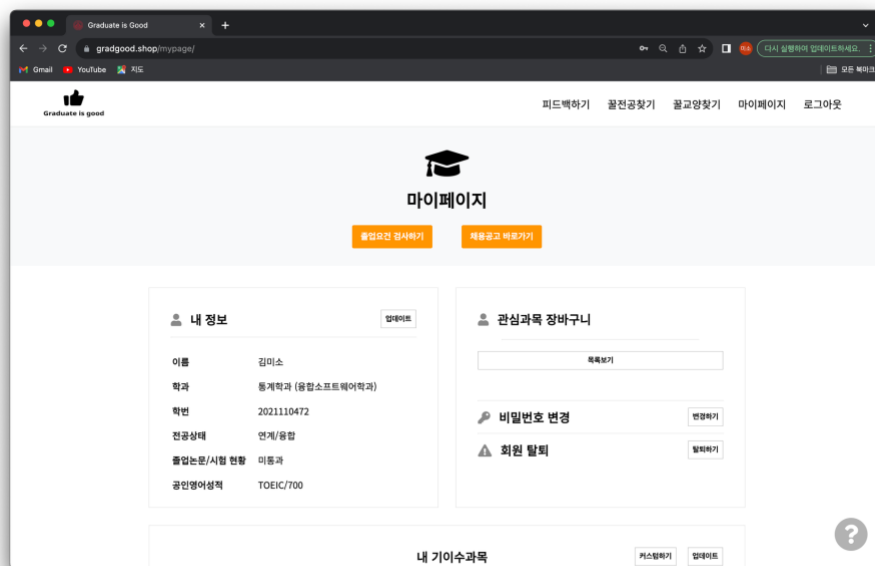 Graduate is Good
gradgood.shop/mypage/
다시 실행하여 업데이트하세요.
Gmail YouTube 지도
모든 북마크
Graduate is good
피드백하기 꿀전공찾기 꿀교양찾기 마이페이지 로그아웃
마이페이지
졸업요건 검사하기 채용공고 바로가기
내 정보 업데이트
이름 김미소
학과 통계학과 (융합소프트웨어학과)
학번 2021110472
전공상태 연계/융합
졸업논문/시험 현황 미통과
공인영어성적 TOEIC/700
관심과목 장바구니
목록보기
비밀번호 변경 변경하기
회원 탈퇴 탈퇴하기
내 기이수과목 커스텀하기 업데이트
?